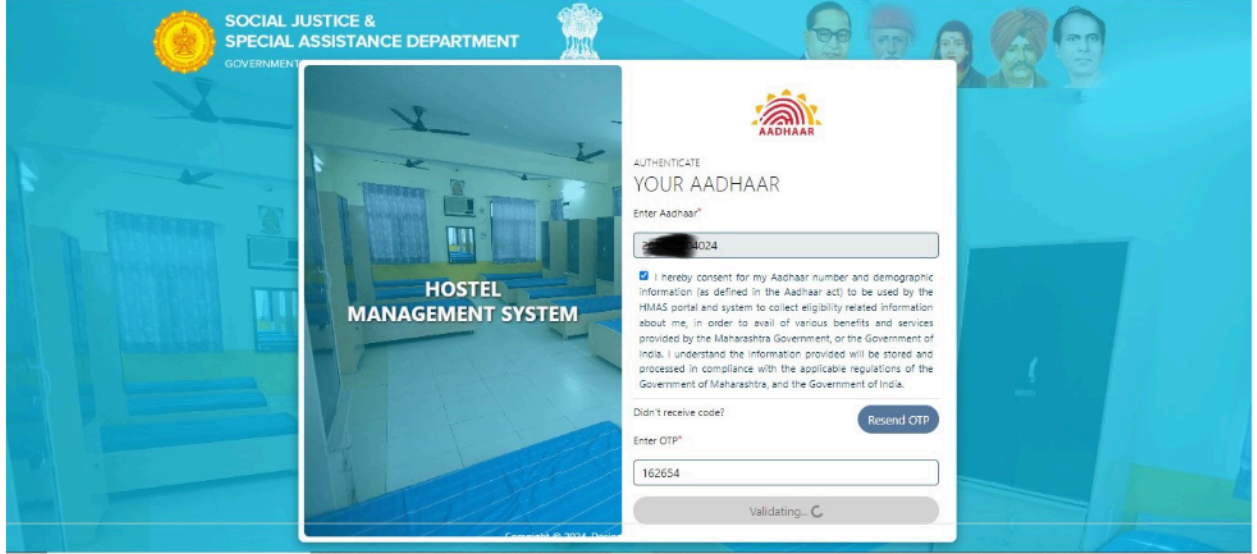 SOCIAL JUSTICE &
SPECIAL ASSISTANCE DEPARTMENT
GOVERNMENT
HOSTEL
MANAGEMENT SYSTEM
AADHAAR
AUTHENTICATE
YOUR AADHAAR
Enter Aadhaar*
4024
I hereby consent for my Aadhaar number and demographic
information (as defined in the Aadhaar act) to be used by the
HMAS portal and system to collect eligibility related information
about me, in order to avail of various benefits and services
provided by the Maharashtra Government, or the Government of
India. I understand the information provided will be stored and
processed in compliance with the applicable regulations of the
Government of Maharashtra, and the Government of India.
Didn't receive code?
Resend OTP
Enter OTP*
162654
Validating...
Copyright © 2024